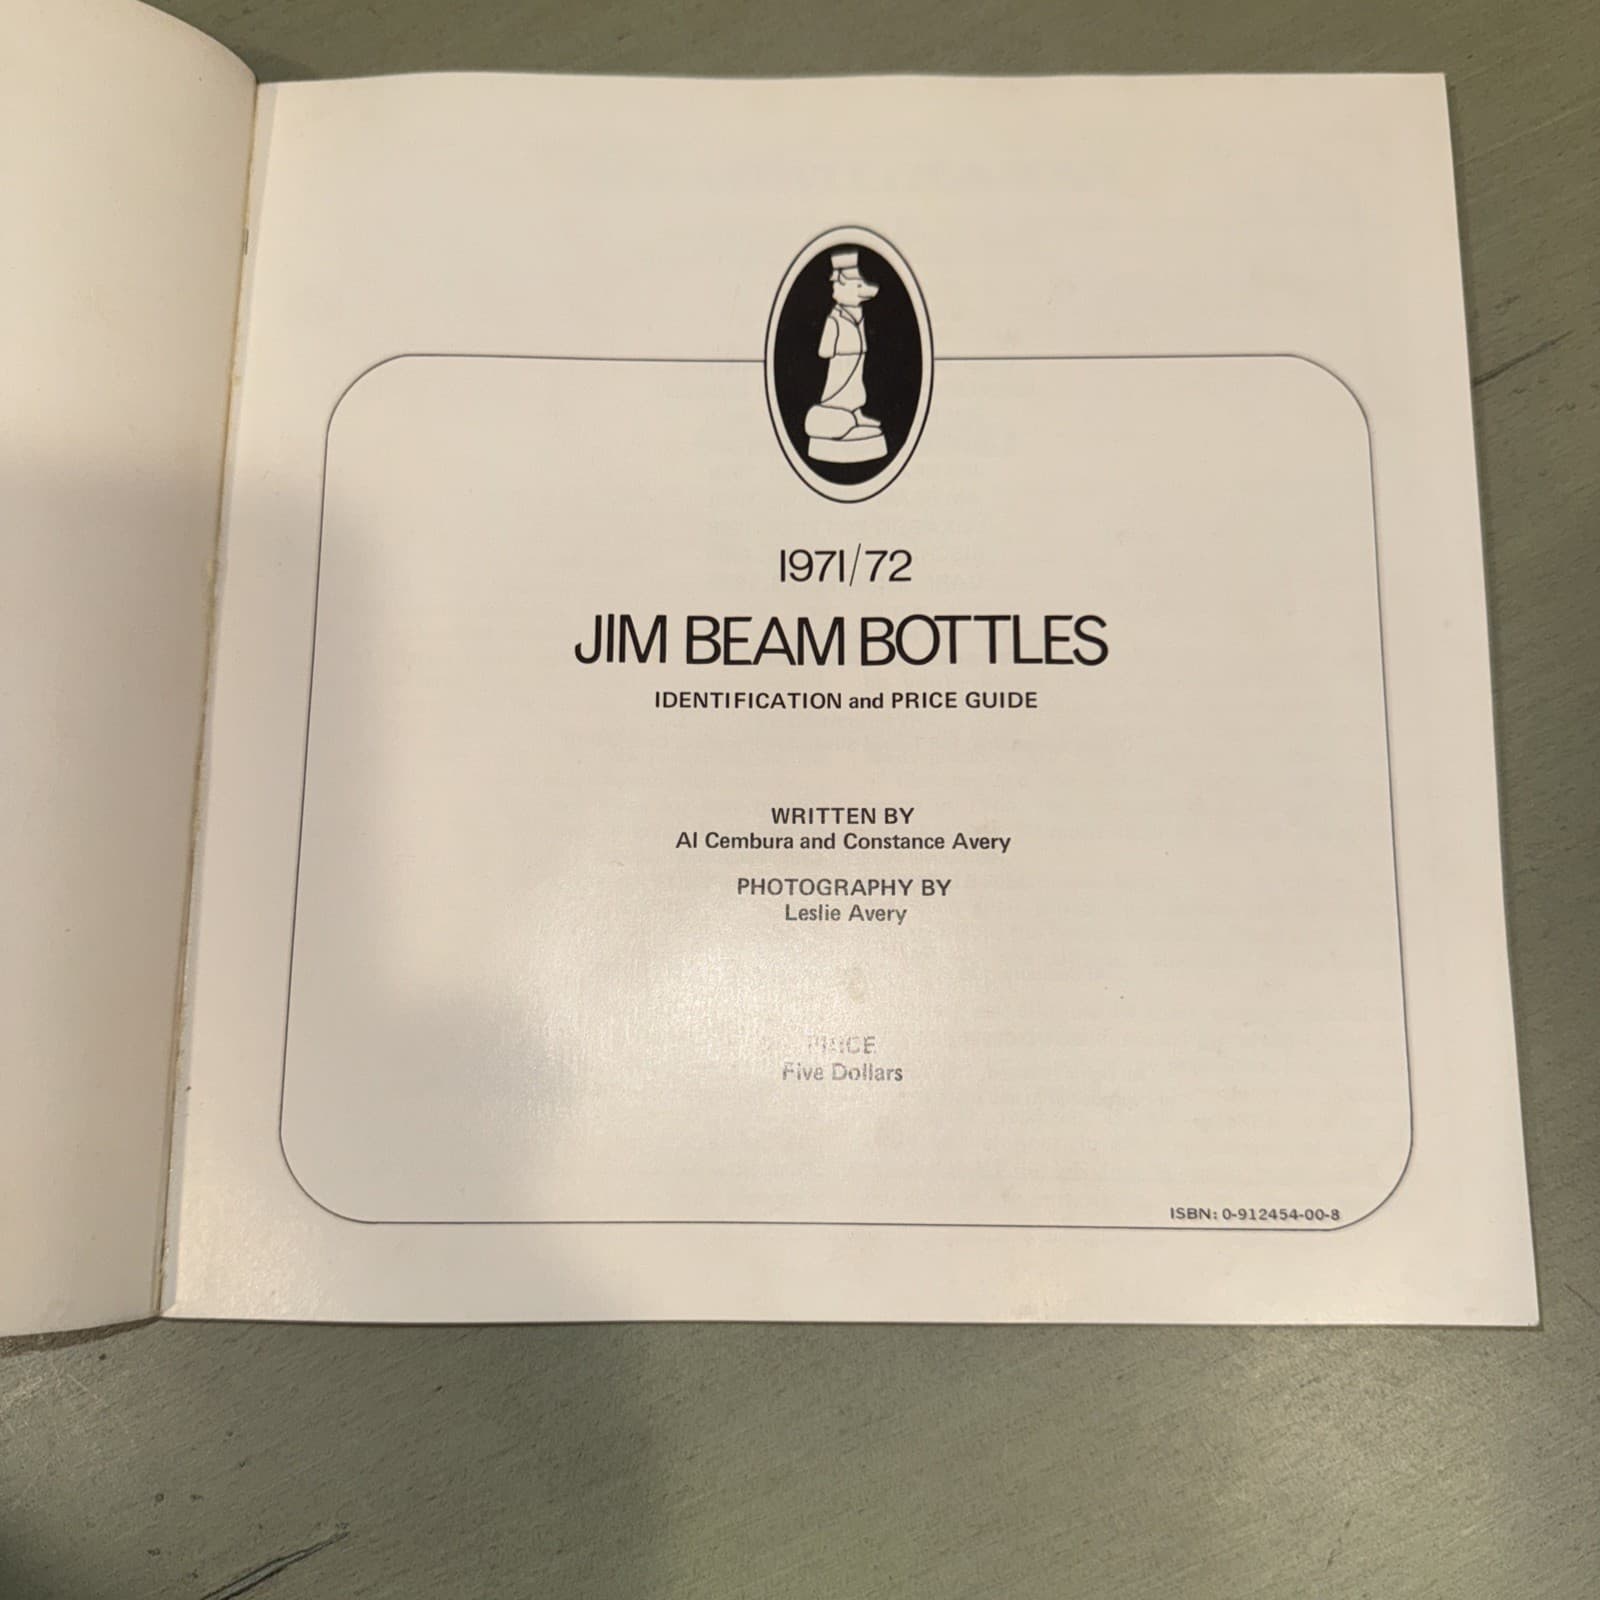 1971/72
JIM BEAM BOTTLES
IDENTIFICATION and PRICE GUIDE
WRITTEN BY
Al Cembura and Constance Avery
PHOTOGRAPHY BY
Leslie Avery
PRICE
Five Dollars
ISBN: 0-912454-00-8